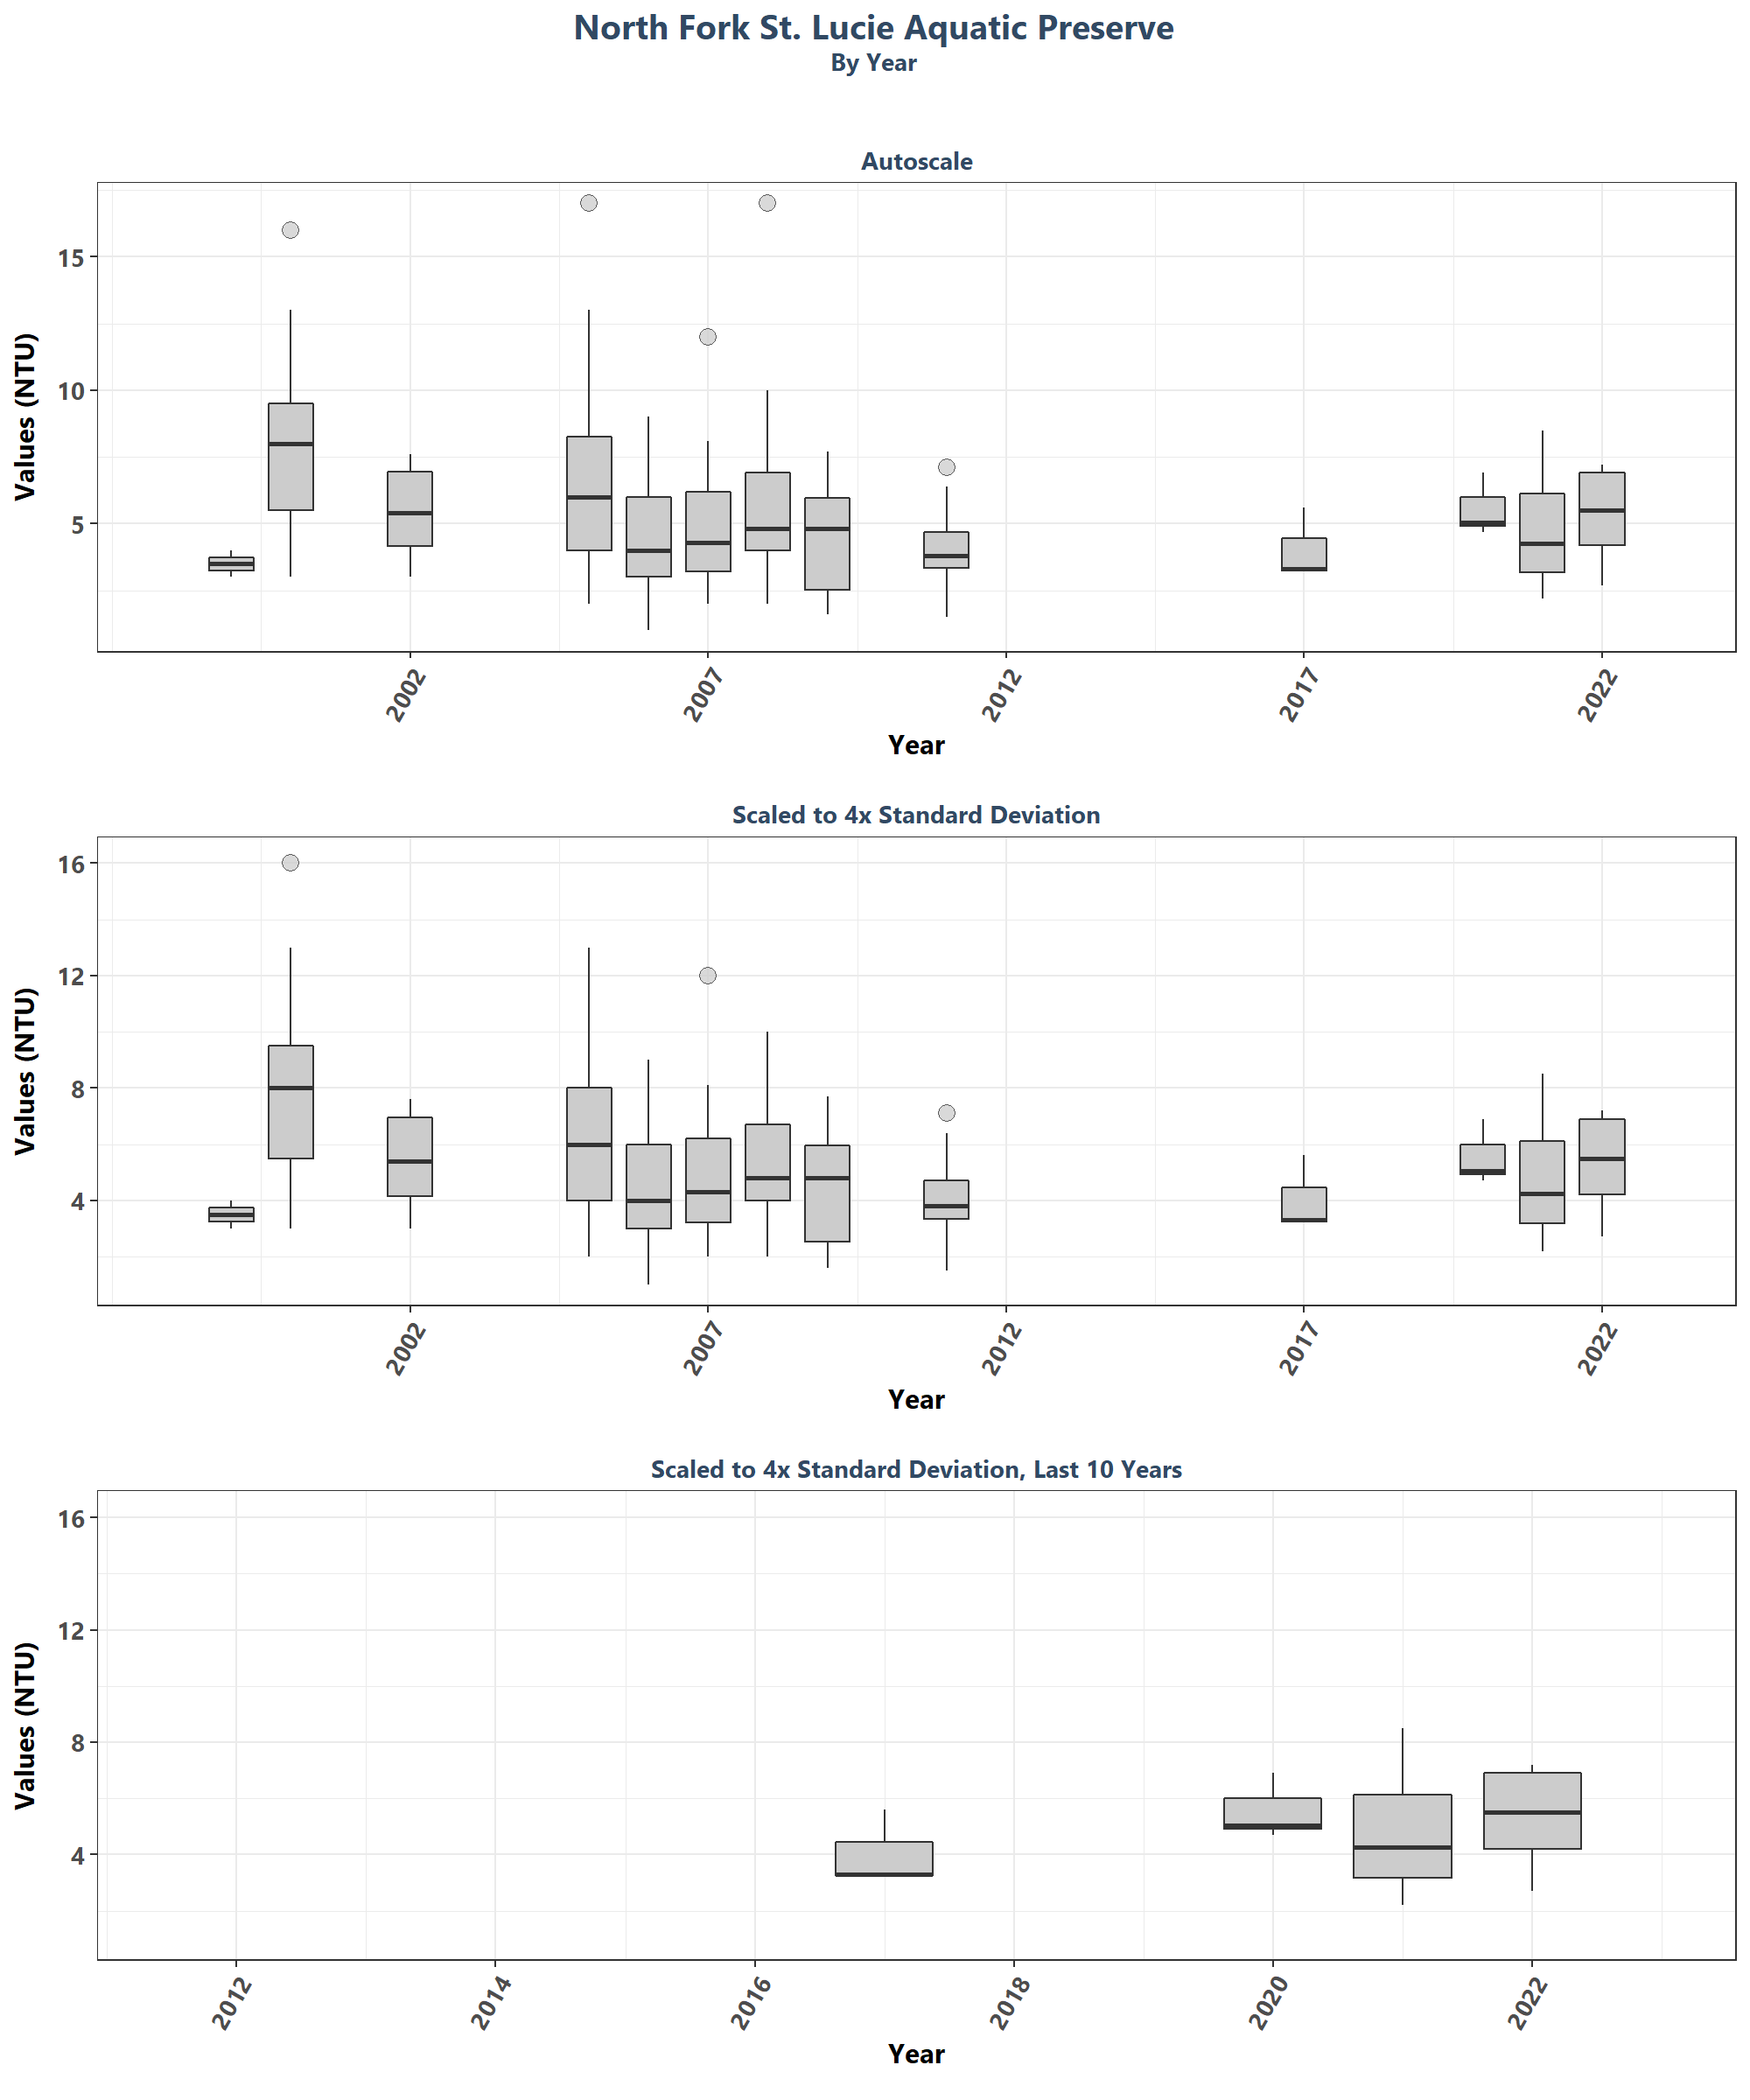 North Fork St. Lucie Aquatic Preserve
By Year
Autoscale
Values (NTU)
15
10
5
2002
2007
2012
2017
2022
Year
Scaled to 4x Standard Deviation
Values (NTU)
16
12
8
4
2002
2007
2012
2017
2022
Year
Scaled to 4x Standard Deviation, Last 10 Years
Values (NTU)
16
12
8
4
2012
2014
2016
2018
2020
2022
Year